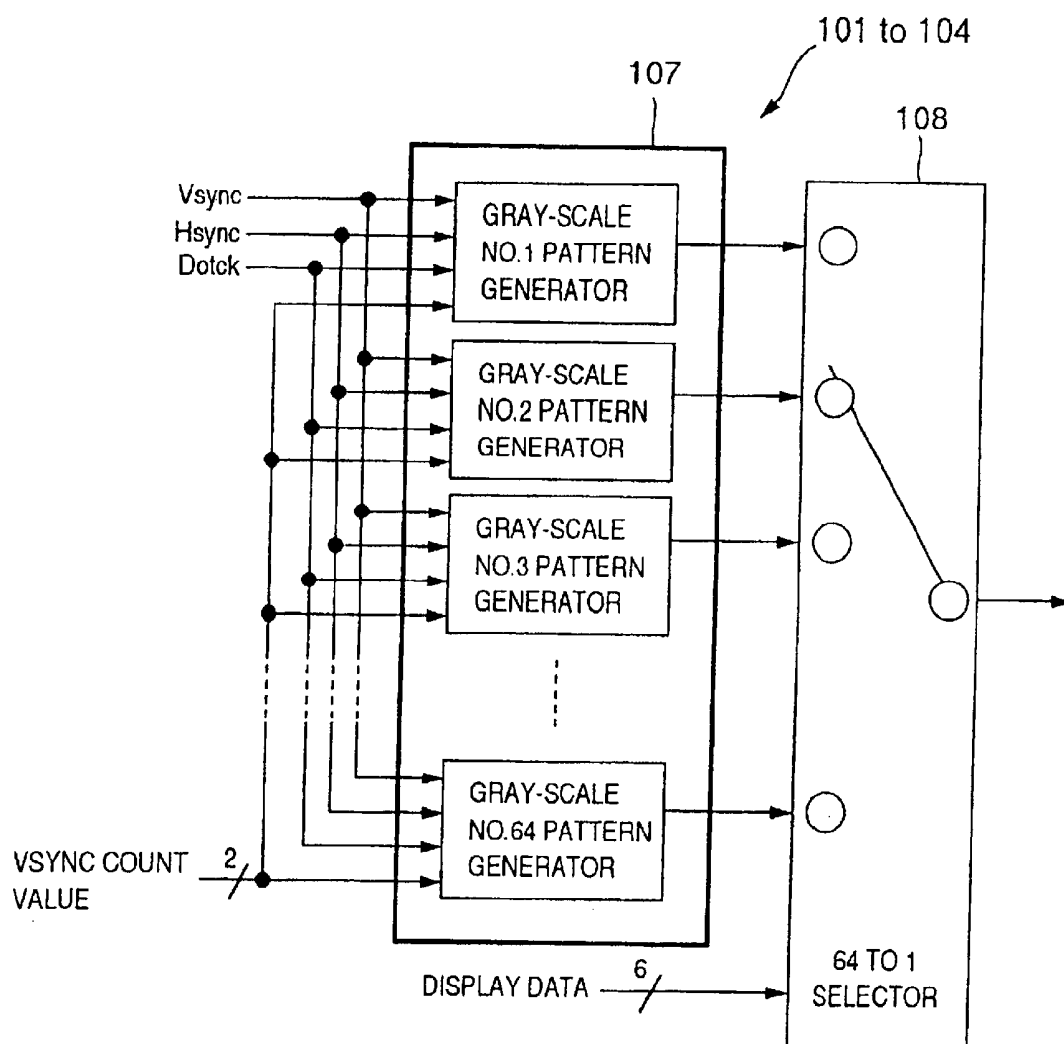 101 to 104
107
108
Vsync
Hsync
Dotck
GRAY-SCALE
NO.1 PATTERN
GENERATOR
GRAY-SCALE
NO.2 PATTERN
GENERATOR
GRAY-SCALE
NO.3 PATTERN
GENERATOR
GRAY-SCALE
NO.64 PATTERN
GENERATOR
VSYNC COUNT
VALUE
2
DISPLAY DATA
6
64 TO 1
SELECTOR